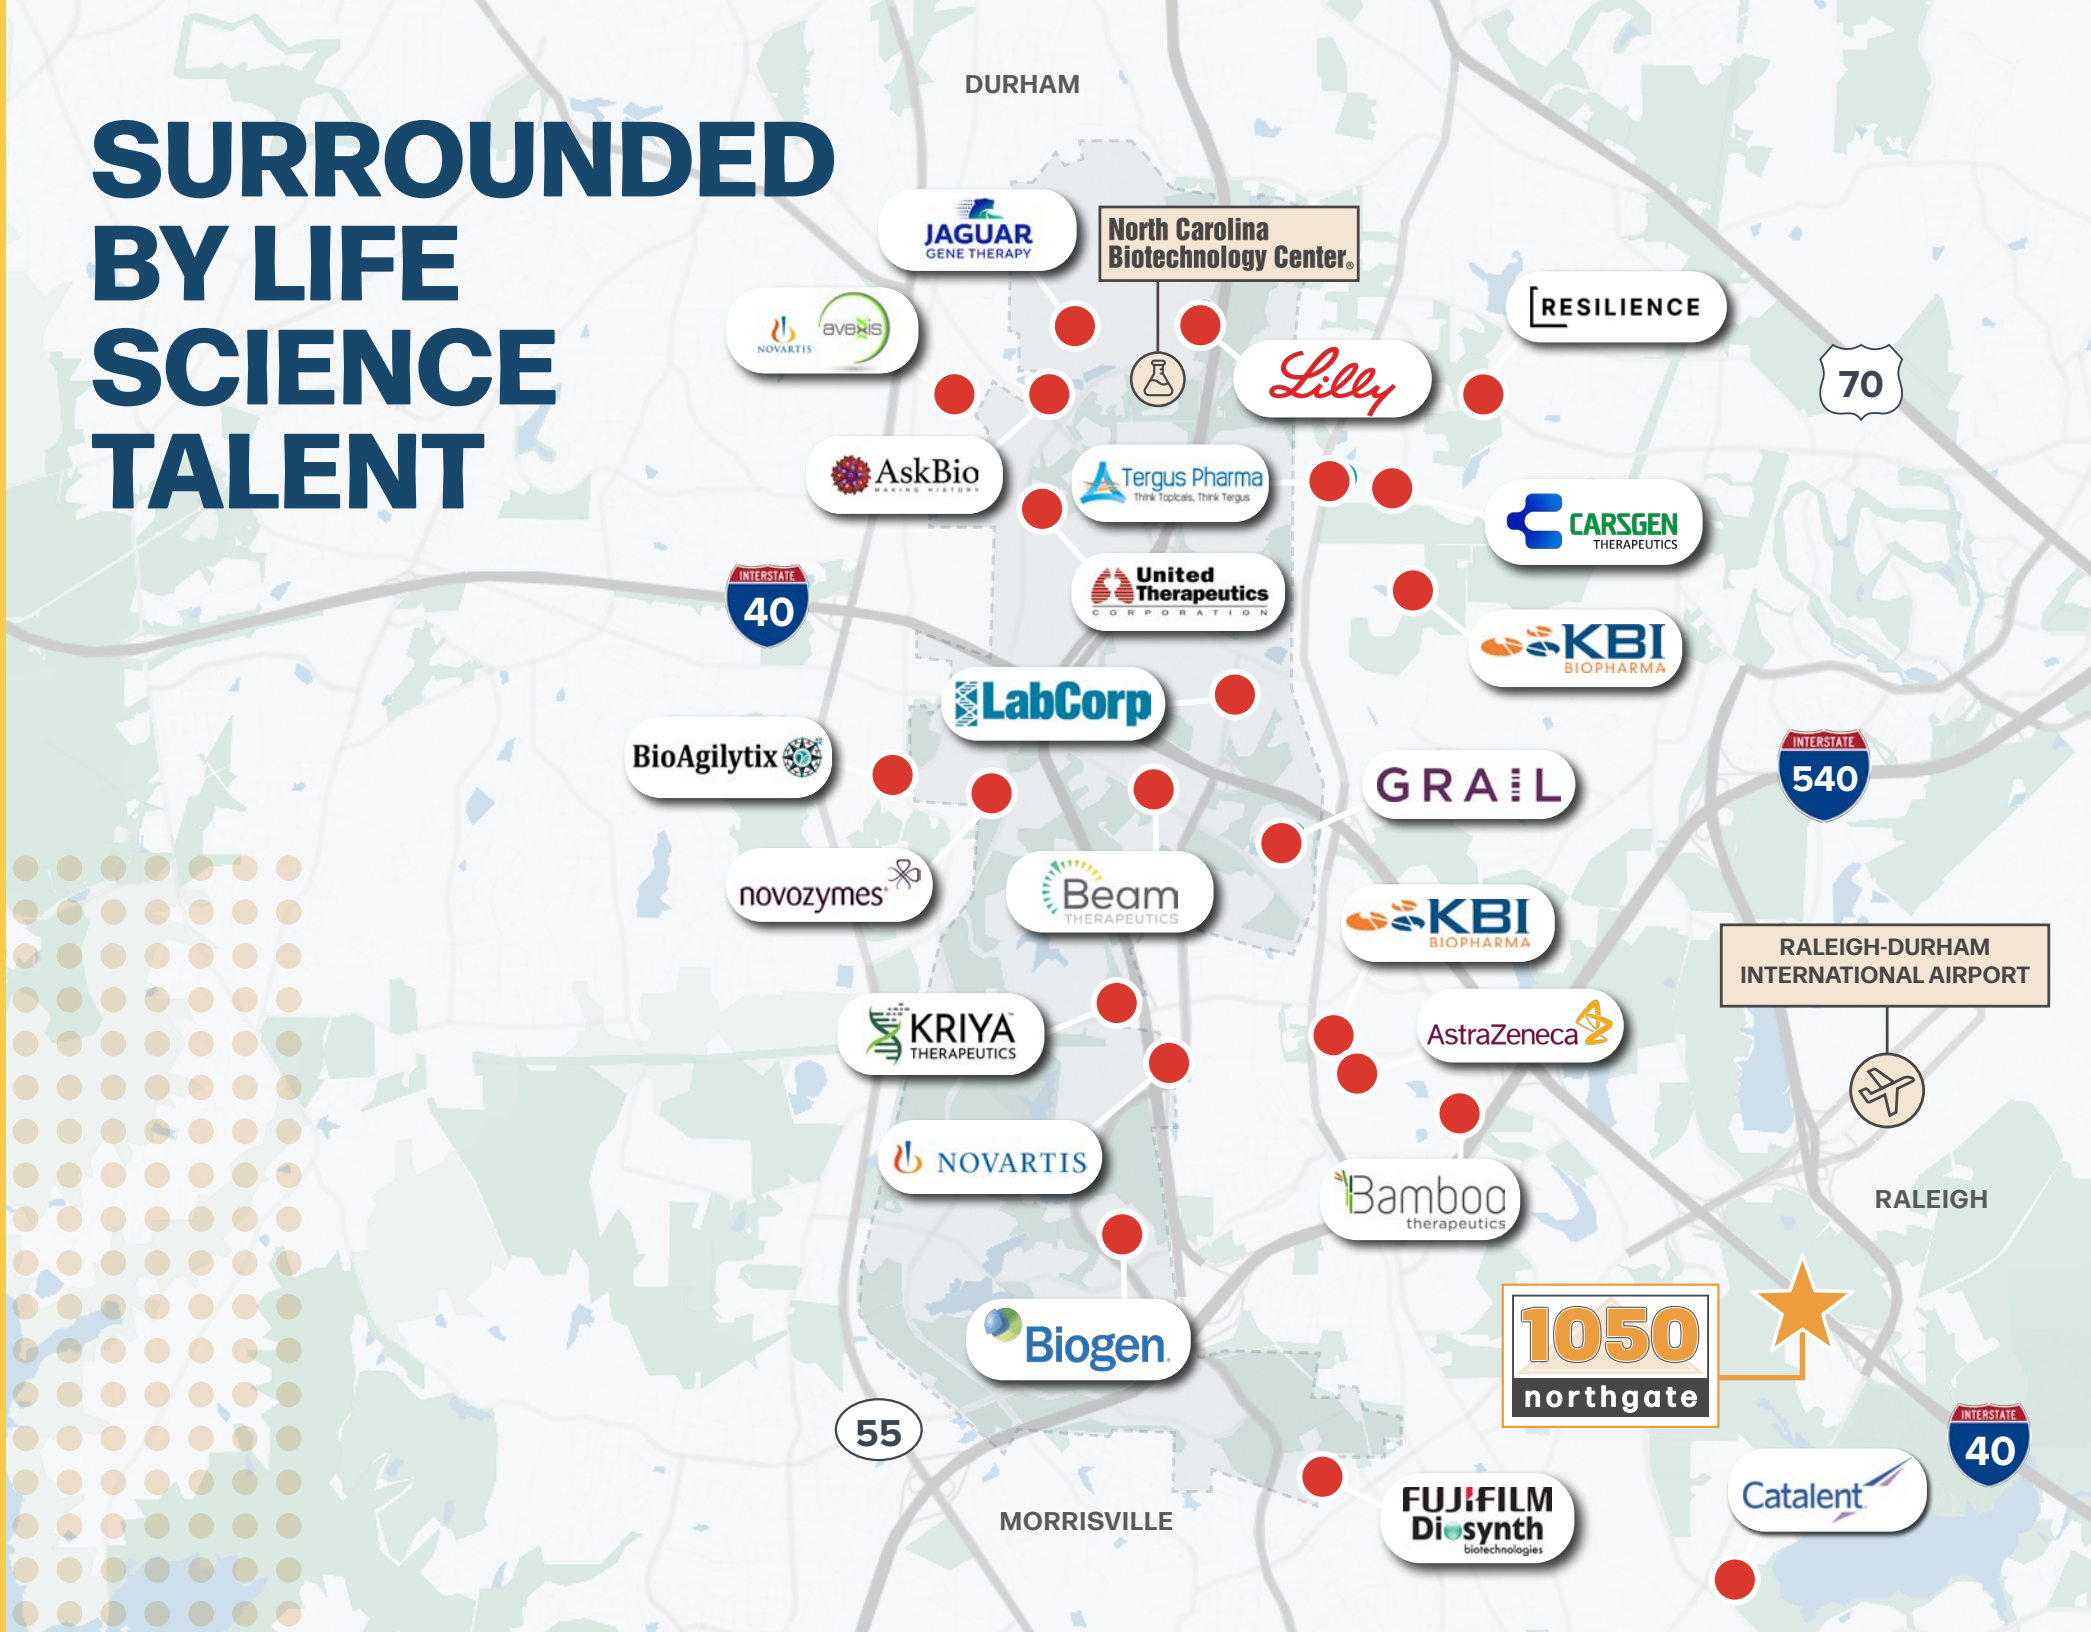 SURROUNDED
BY LIFE
SCIENCE
TALENT
DURHAM
JAGUAR
GENE THERAPY
North Carolina
Biotechnology Center®
NOVARTIS
avexis
RESILIENCE
Lilly
70
AskBio
MAKING HISTORY
Tergus Pharma
Think Topicals, Think Tergus
CARSGEN
THERAPEUTICS
INTERSTATE
40
United
Therapeutics
CORPORATION
KBI
BIOPHARMA
LabCorp
BioAgilytix
INTERSTATE
540
GRAIL
novozymes
Beam
THERAPEUTICS
KBI
BIOPHARMA
RALEIGH-DURHAM
INTERNATIONAL AIRPORT
KRIYA™
THERAPEUTICS
AstraZeneca
NOVARTIS
Bamboo
therapeutics
RALEIGH
Biogen
1050
northgate
55
INTERSTATE
40
MORRISVILLE
FUJIFILM
Diosynth
biotechnologies
Catalent